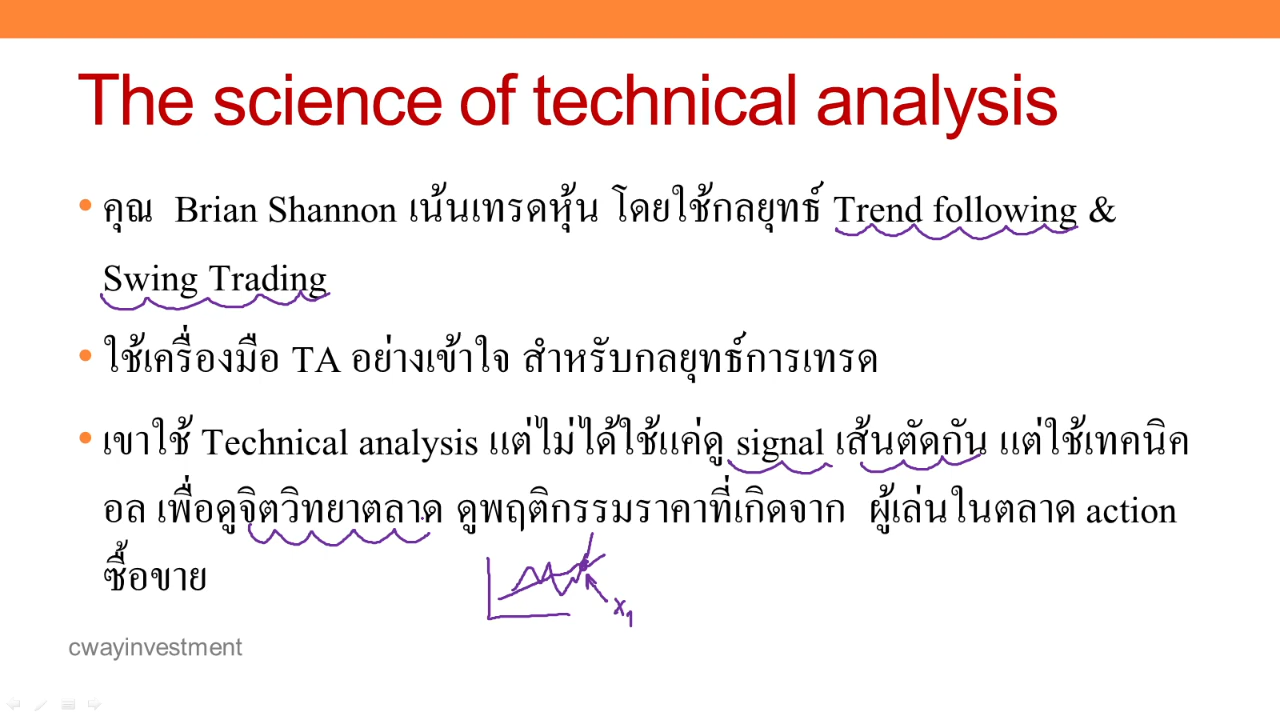 The science of technical analysis
• คุณ Brian Shannon เน้นเทรดหุ้น โดยใช้กลยุทธ์ Trend following &
Swing Trading
• ใช้เครื่องมือ TA อย่างเข้าใจ สำหรับกลยุทธ์การเทรด
• เขาใช้ Technical analysis แต่ไม่ได้ใช้แค่ดู signal เส้นตัดกัน แต่ใช้เทคนิค
อล เพื่อดูจิตวิทยาตลาด ดูพฤติกรรมราคาที่เกิดจาก ผู้เล่นในตลาด action
ซื้อขาย
cwayinvestment